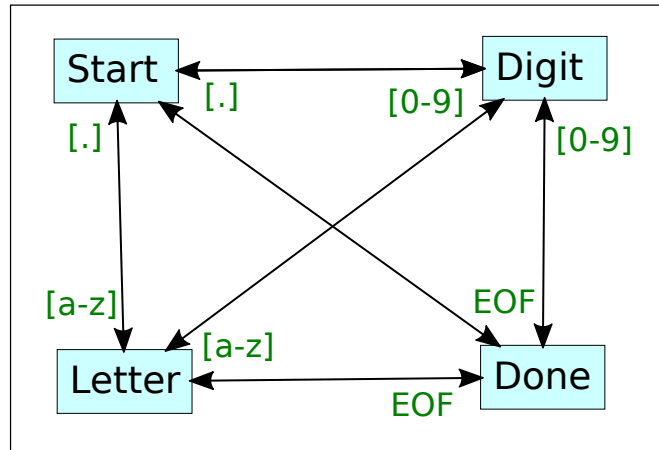 Start
Digit
[.]
[0-9]
[.]
[0-9]
[a-z]
EOF
[a-z]
Letter
Done
EOF